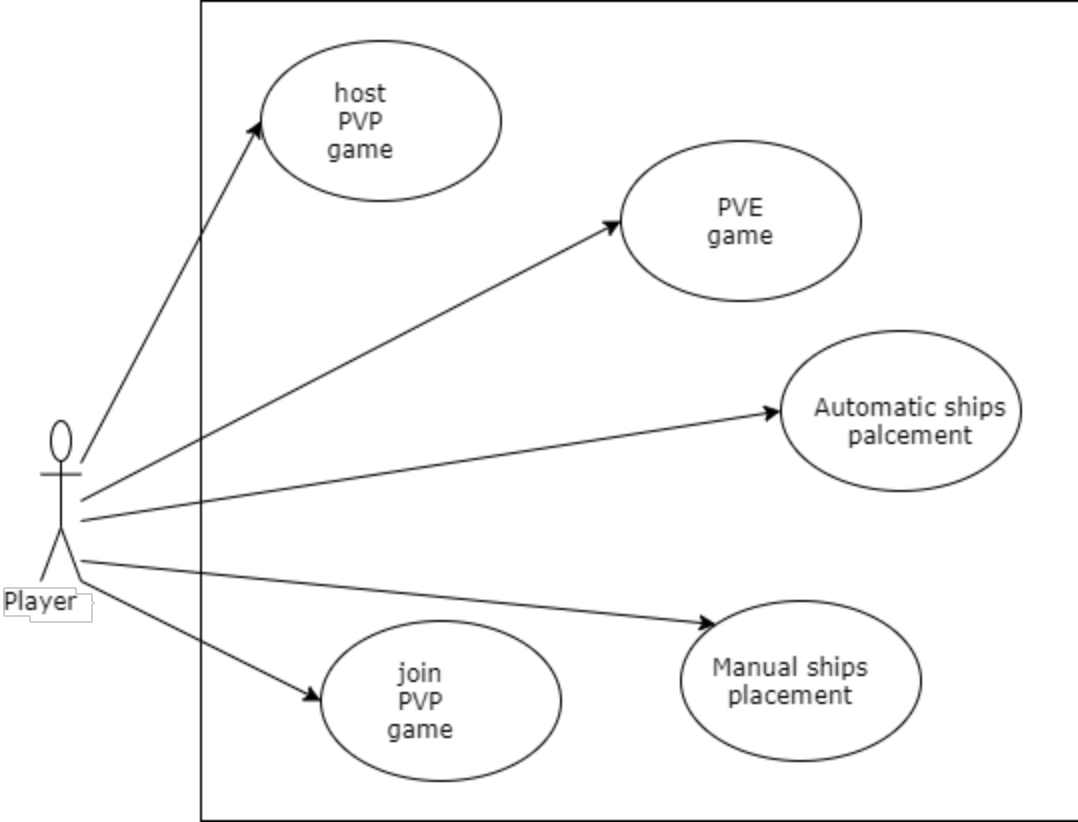 host
PVP
game
PVE
game
Automatic ships
palcement
Player
Manual ships
placement
join
PVP
game